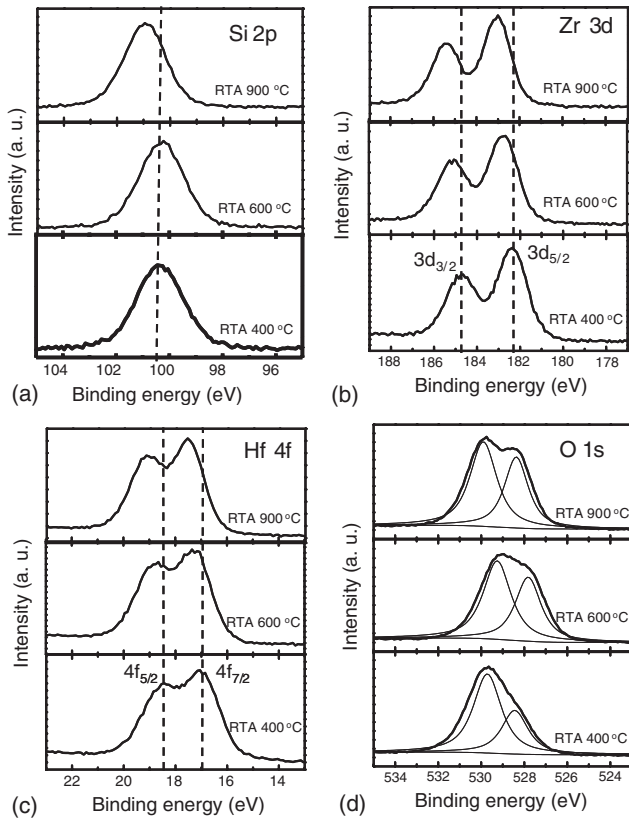 Si 2p
RTA 900 °C
RTA 600 °C
RTA 400 °C
Intensity (a. u.)
104 102 100 98 96
Binding energy (eV)
(a)
Zr 3d
RTA 900 °C
RTA 600 °C
3d3/2 3d5/2
RTA 400 °C
Intensity (a. u.)
188 186 184 182 180 178
Binding energy (eV)
(b)
Hf 4f
RTA 900 °C
RTA 600 °C
4f5/2 4f7/2
RTA 400 °C
Intensity (a. u.)
22 20 18 16 14
Binding energy (eV)
(c)
O 1s
RTA 900 °C
RTA 600 °C
RTA 400 °C
Intensity (a. u.)
534 532 530 528 526 524
Binding energy (eV)
(d)